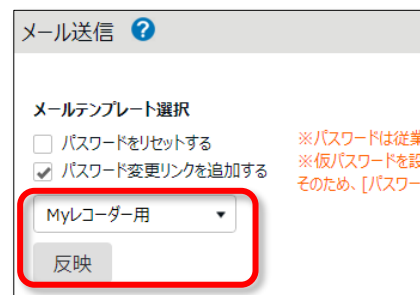 メール送信 ?
メールテンプレート選択
パスワードをリセットする
パスワード変更リンクを追加する
※パスワードは従業
※仮パスワードを設
そのため、[パスワー
Myレコーダー用
反映